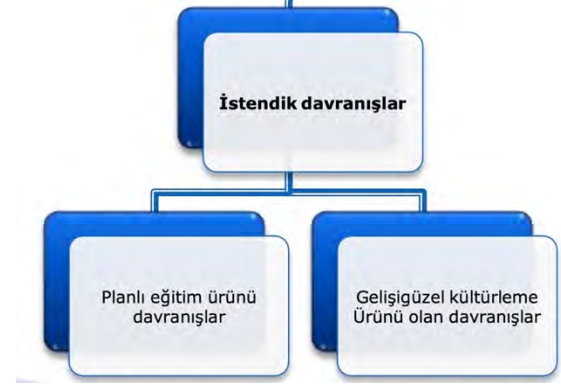 İstendik davranışlar
Planlı eğitim ürünü
davranışlar
Gelişigüzel kültürleme
Ürünü olan davranışlar